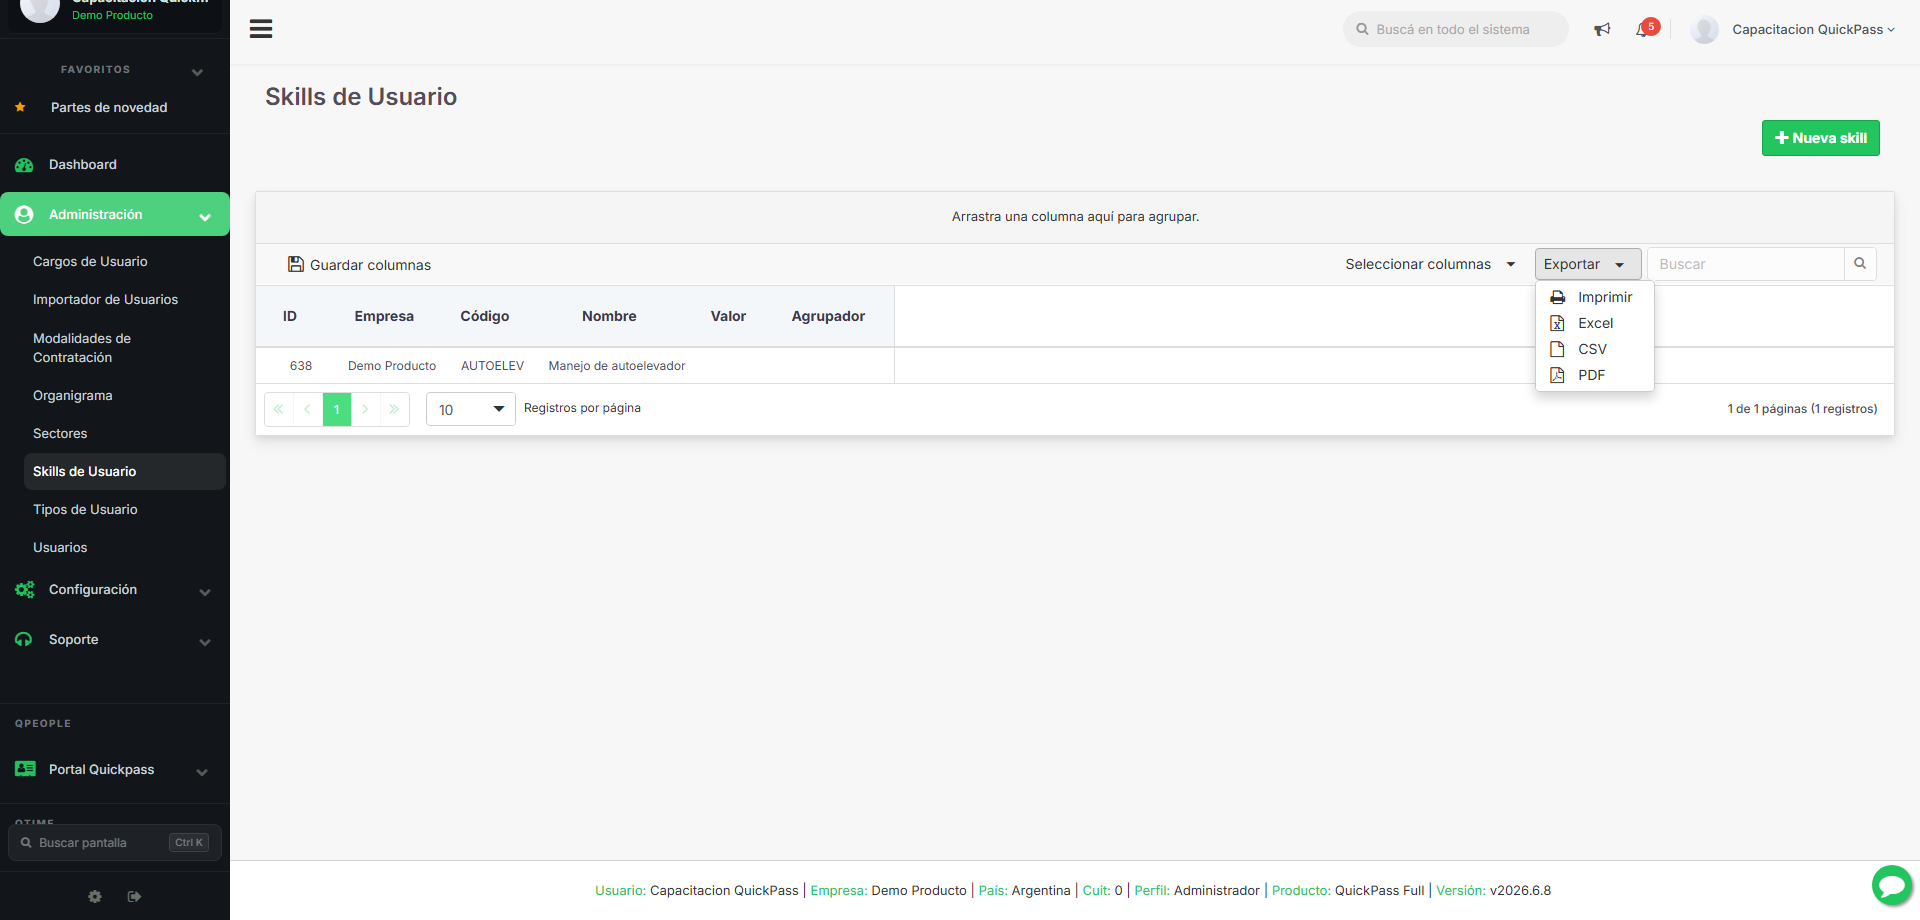 Demo Producto
FAVORITOS
Partes de novedad
Dashboard
Administración
Cargos de Usuario
Importador de Usuarios
Modalidades de
Contratación
Organigrama
Sectores
Skills de Usuario
Tipos de Usuario
Usuarios
Configuración
Soporte
QPEOPLE
Portal Quickpass
Buscar pantalla
Ctrl K
Buscá en todo el sistema
5
Capacitacion QuickPass
Skills de Usuario
Nueva skill
Arrastra una columna aquí para agrupar.
Guardar columnas
Seleccionar columnas
Exportar
Buscar
Imprimir
Excel
CSV
PDF
ID Empresa Código Nombre Valor Agrupador
638 Demo Producto AUTOELEV Manejo de autoelevador
« ‹ 1 › »
10
Registros por página
1 de 1 páginas (1 registros)
Usuario: Capacitacion QuickPass | Empresa: Demo Producto | País: Argentina | Cuit: 0 | Perfil: Administrador | Producto: QuickPass Full | Versión: v2026.6.8